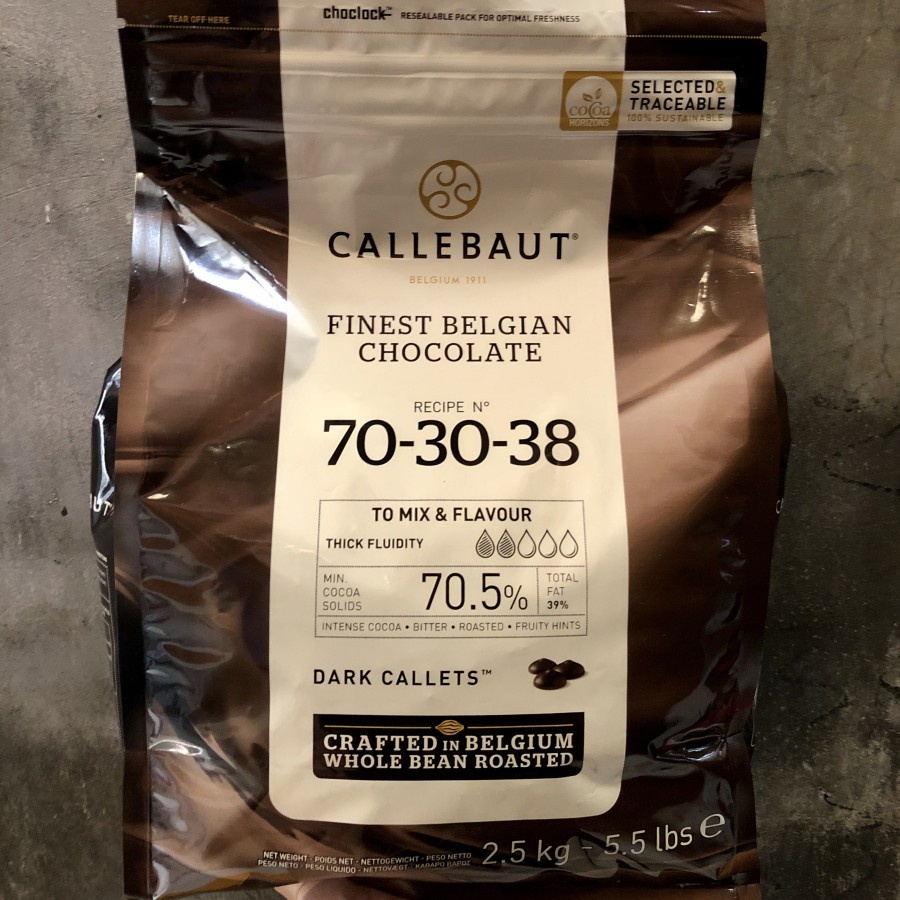 TEAR OFF HERE
choclock™ RESEALABLE PACK FOR OPTIMAL FRESHNESS
cocoa
HORIZONS
SELECTED&
TRACEABLE
100% SUSTAINABLE
CALLEBAUT®
BELGIUM 1911
FINEST BELGIAN
CHOCOLATE
RECIPE N°
70-30-38
TO MIX & FLAVOUR
THICK FLUIDITY
MIN.
COCOA
SOLIDS
70.5%
TOTAL
FAT
39%
INTENSE COCOA • BITTER • ROASTED • FRUITY HINTS
DARK CALLETS™
CRAFTED IN BELGIUM
WHOLE BEAN ROASTED
NET WEIGHT - POIDS NET - NETTOGEWICHT - PESO NETTO
PESO NETO - PESO LÍQUIDO - NETTOVÆGT - ΚΑΘΑΡΟ ΒΑΡΟΣ
2.5 kg - 5.5 lbs ℮